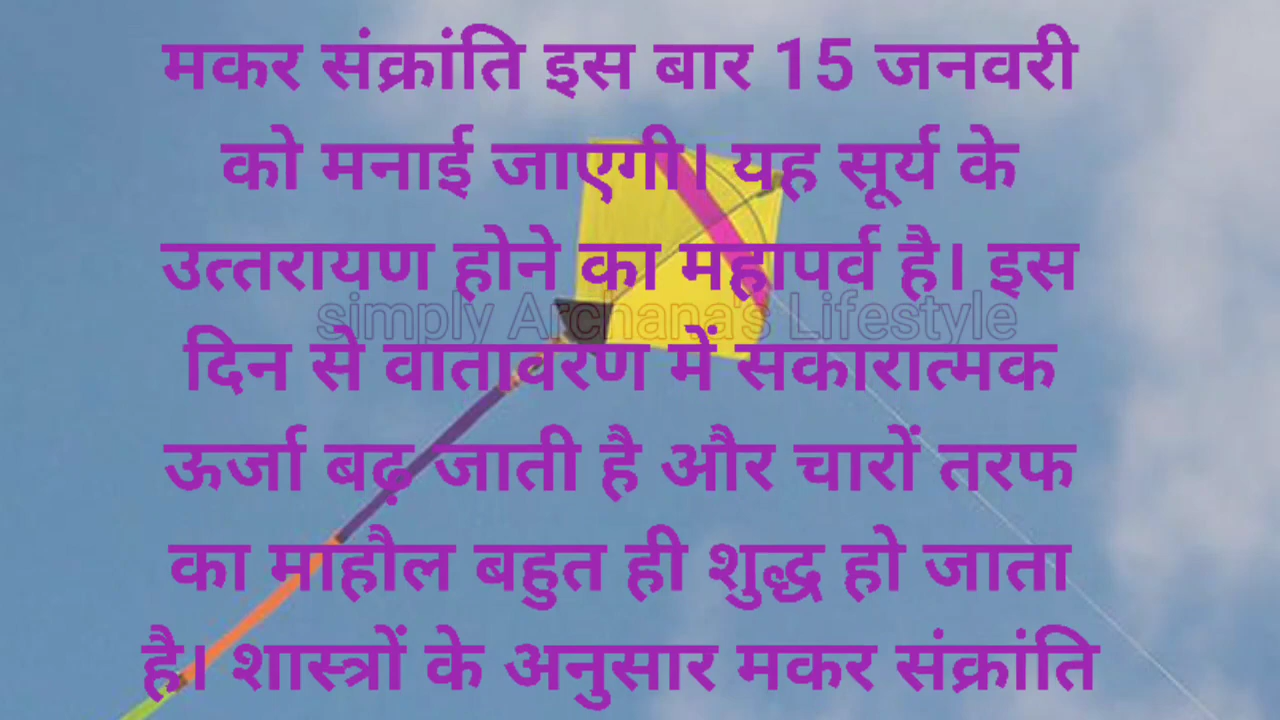 मकर संक्रांति इस बार 15 जनवरी
को मनाई जाएगी। यह सूर्य के
उत्तरायण होने का महापर्व है। इस
simply Archana's Lifestyle
दिन से वातावरण में सकारात्मक
ऊर्जा बढ़ जाती है और चारों तरफ
का माहौल बहुत ही शुद्ध हो जाता
है। शास्त्रों के अनुसार मकर संक्रांति